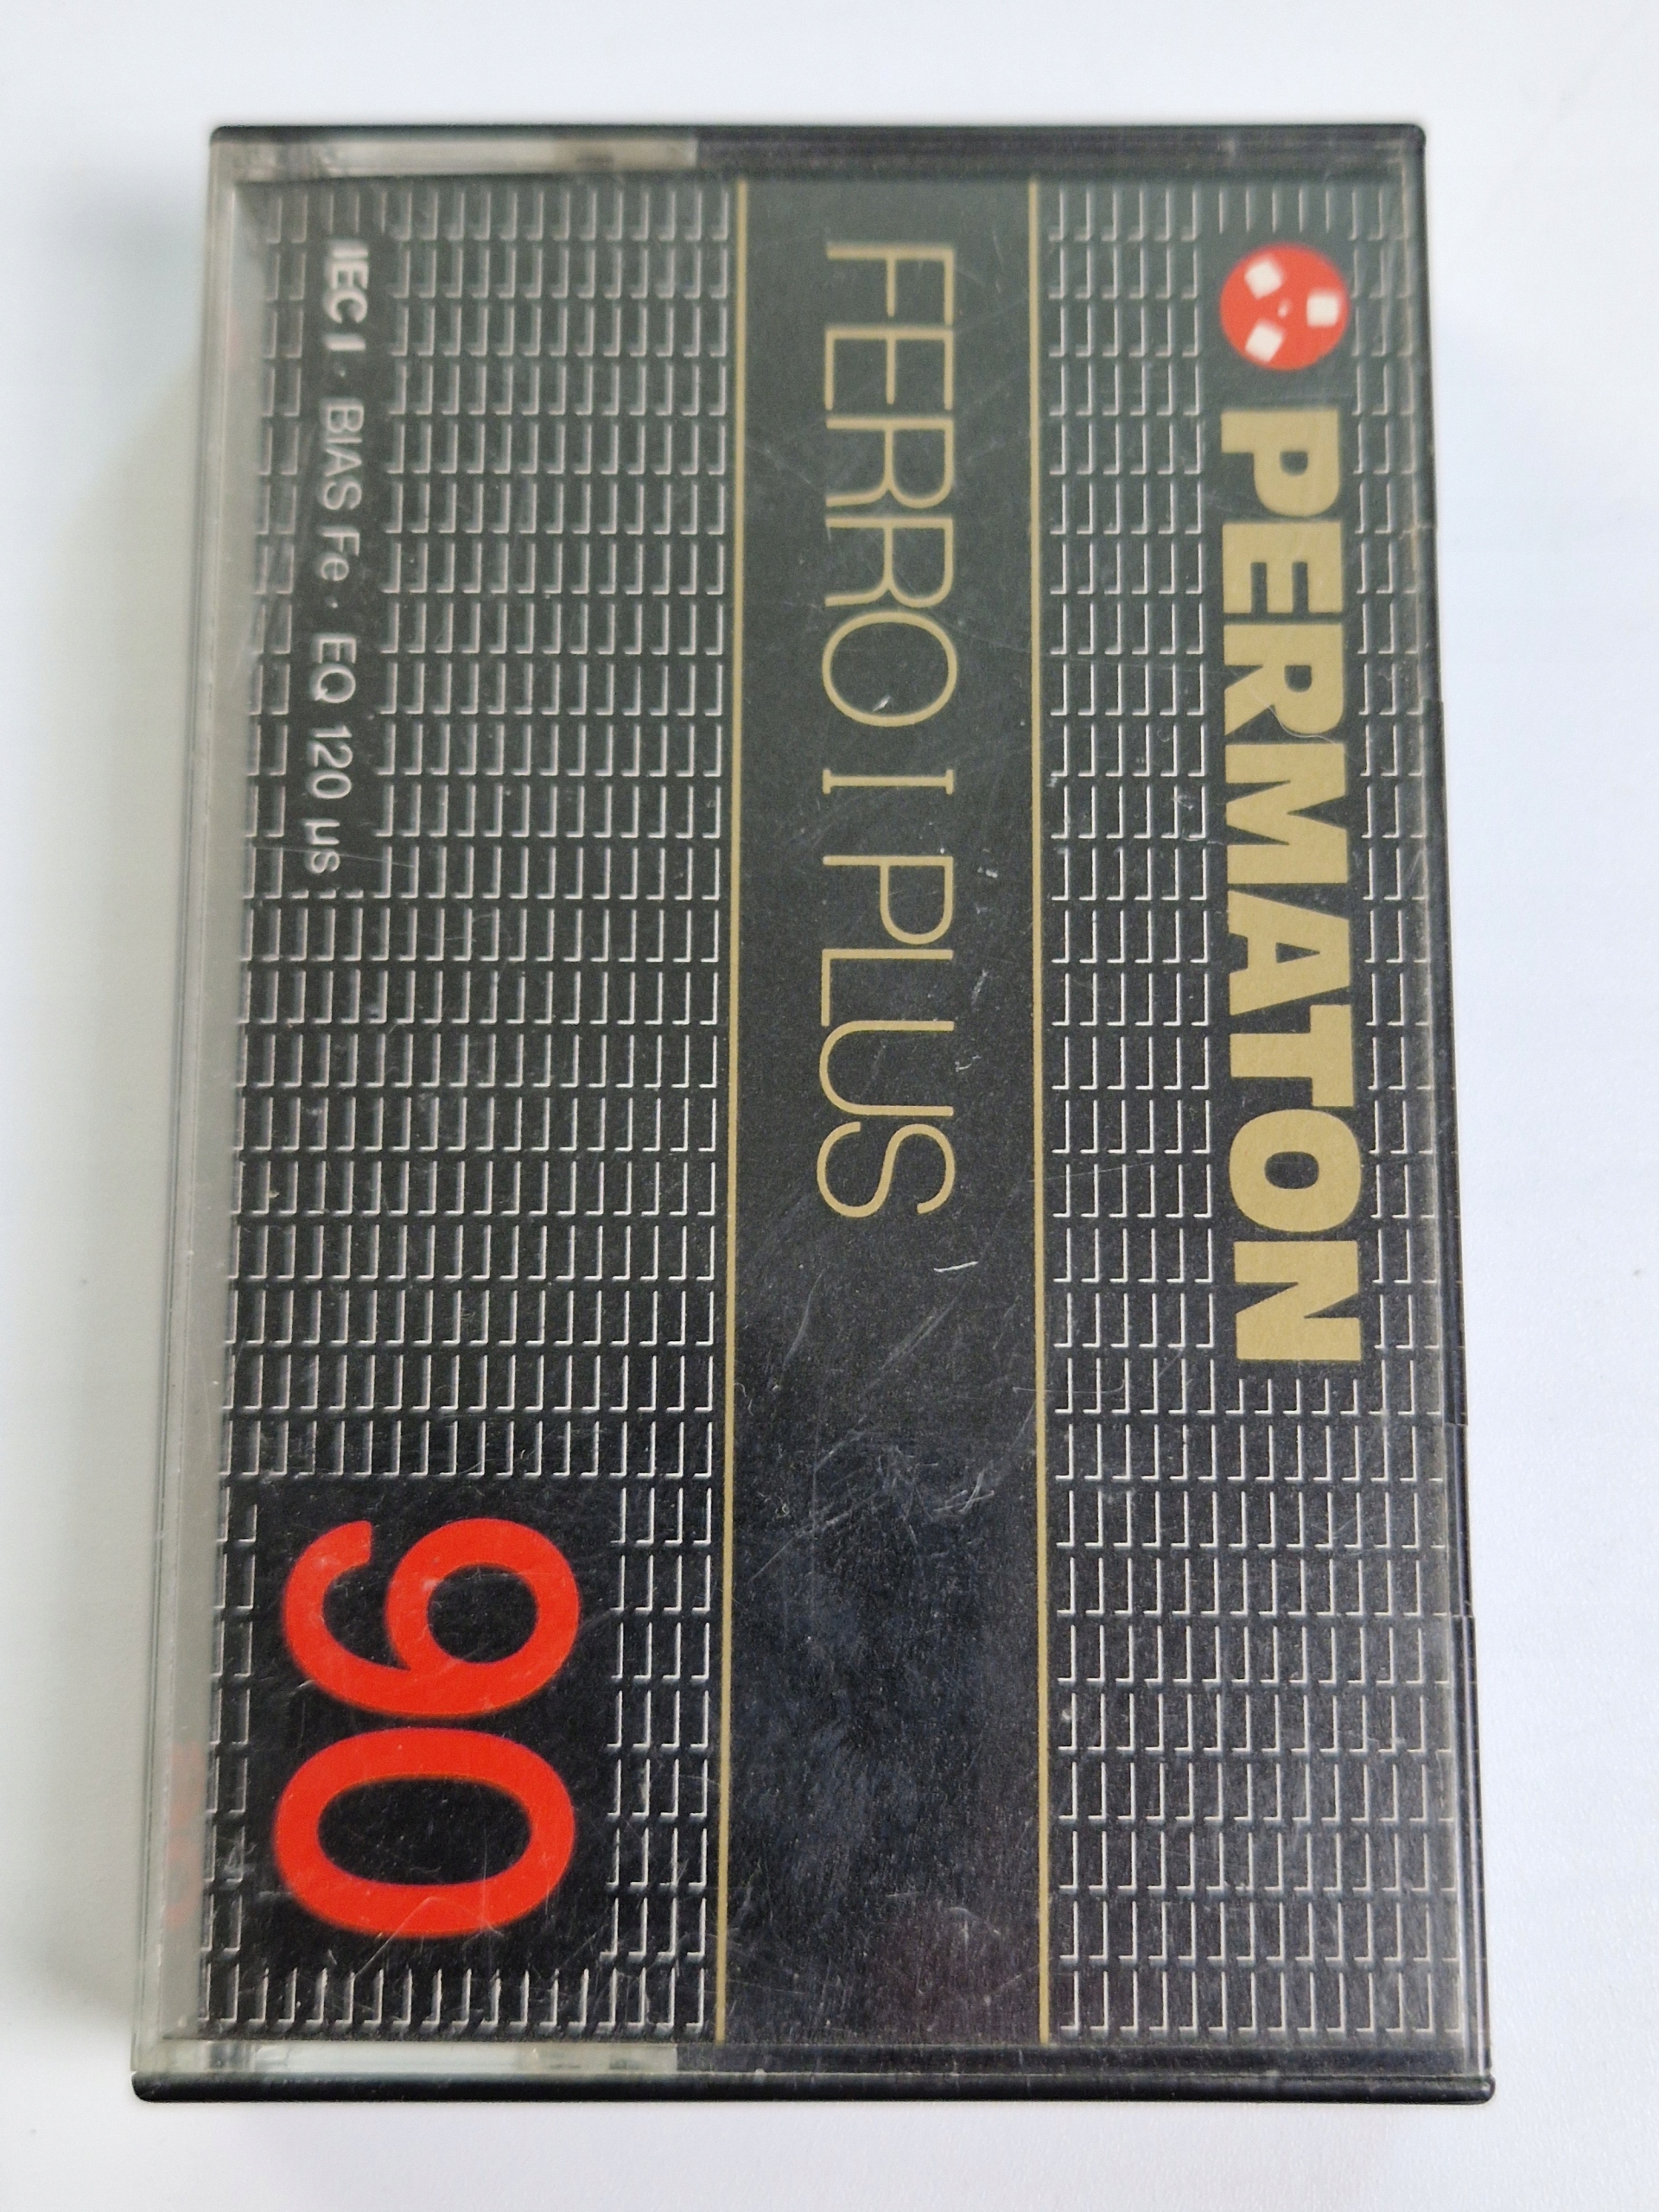 PERMATON
FERRO I PLUS
IEC I · BIAS Fe · EQ 120 µs
90